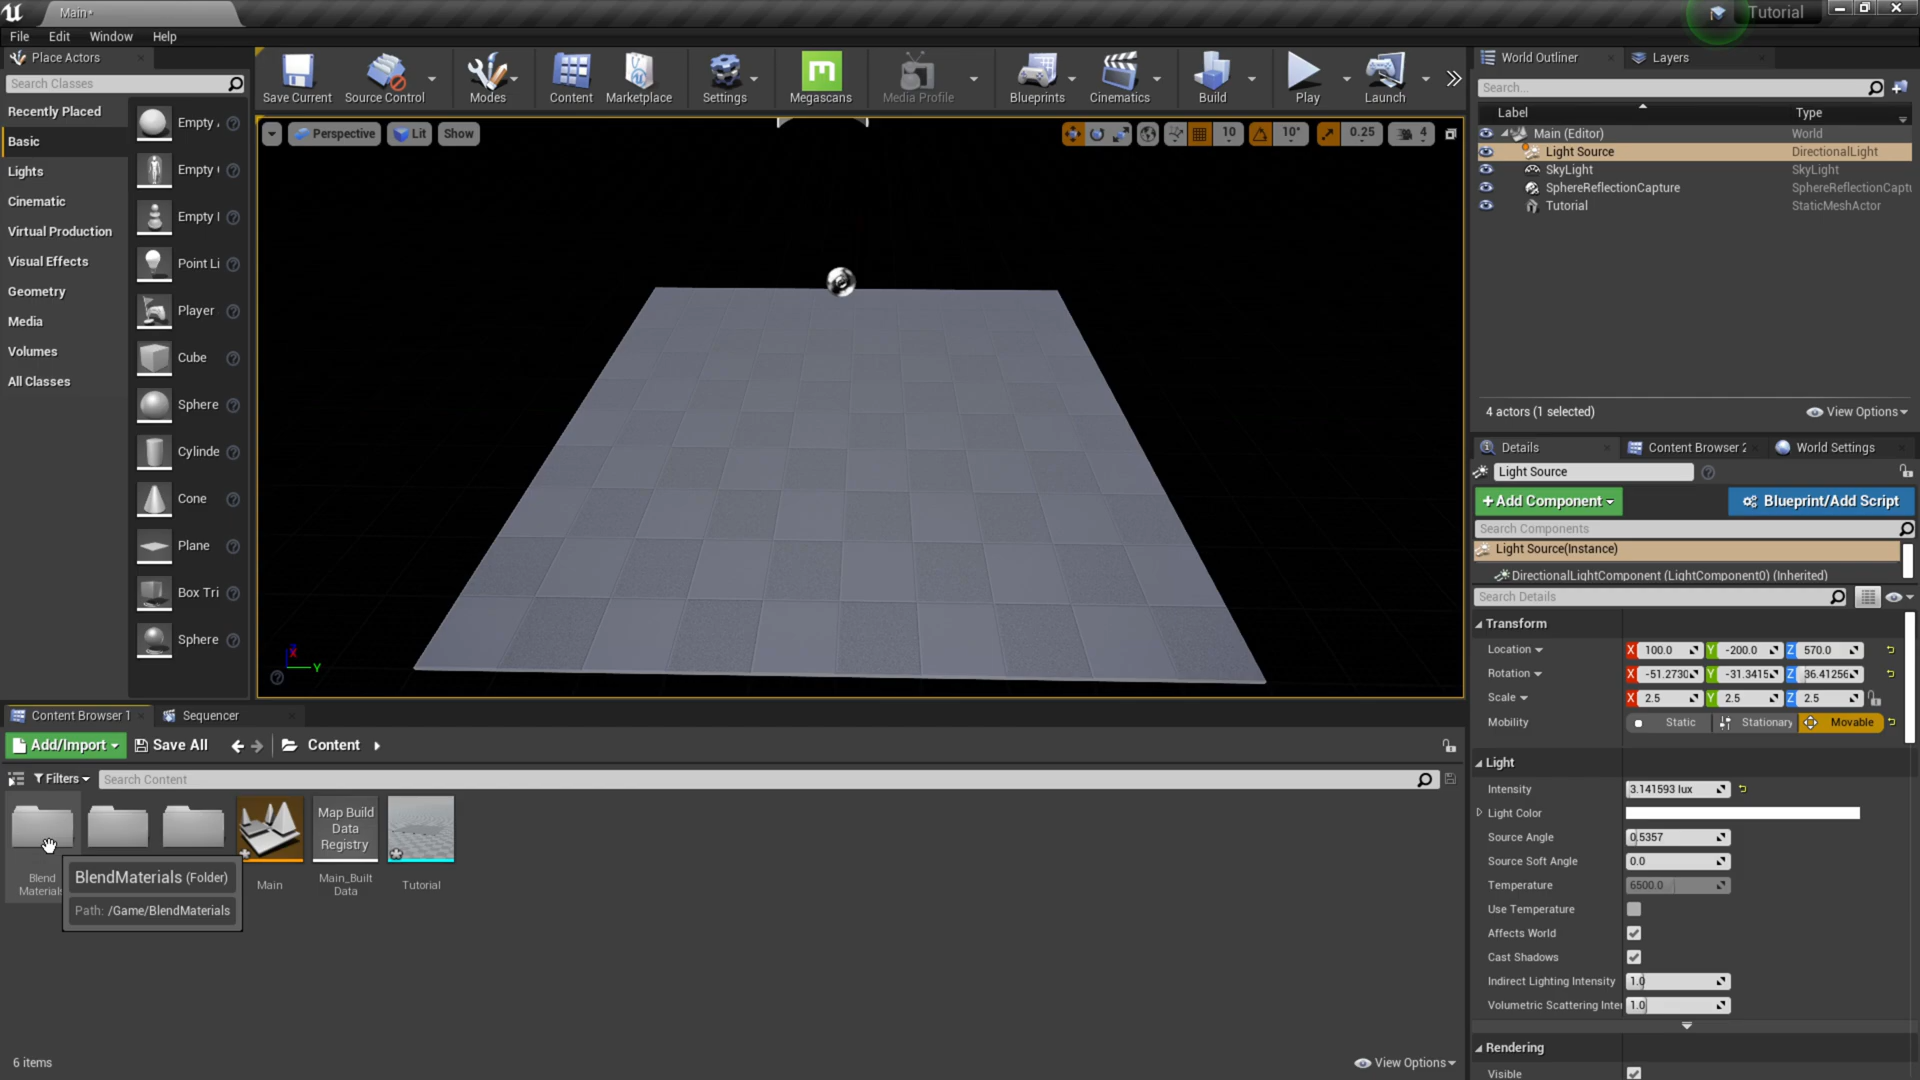 Main*
Tutorial
File Edit Window Help
Place Actors
Search Classes
Recently Placed
Basic
Lights
Cinematic
Virtual Production
Visual Effects
Geometry
Media
Volumes
All Classes
Empty
Empty
Empty
Point Li
Player
Cube
Sphere
Cylinde
Cone
Plane
Box Tri
Sphere
Save Current
Source Control
Modes
Content
Marketplace
Settings
Megascans
Media Profile
Blueprints
Cinematics
Build
Play
Launch
Perspective
Lit
Show
10
10°
0.25
4
X
Y
World Outliner
Layers
Search...
Label Type
Main (Editor) World
Light Source DirectionalLight
SkyLight SkyLight
SphereReflectionCapture SphereReflectionCaptu
Tutorial StaticMeshActor
4 actors (1 selected)
View Options
Details
Content Browser 2
World Settings
Light Source
+Add Component
Blueprint/Add Script
Search Components
Light Source(Instance)
DirectionalLightComponent (LightComponent0) (Inherited)
Search Details
Transform
Location X 100.0 Y -200.0 Z 570.0
Rotation X -51.2730 Y -31.3415 Z 36.41256
Scale X 2.5 Y 2.5 Z 2.5
Mobility Static Stationary Movable
Light
Intensity 3.141593 lux
Light Color
Source Angle 0.5357
Source Soft Angle 0.0
Temperature 6500.0
Use Temperature
Affects World
Cast Shadows
Indirect Lighting Intensity 1.0
Volumetric Scattering Inter 1.0
Rendering
Visible
Content Browser 1
Sequencer
Add/Import
Save All
Content
Filters
Search Content
Blend
Materials
Map Build
Data
Registry
Main
Main_Built
Data
Tutorial
BlendMaterials (Folder)
Path: /Game/BlendMaterials
6 items
View Options